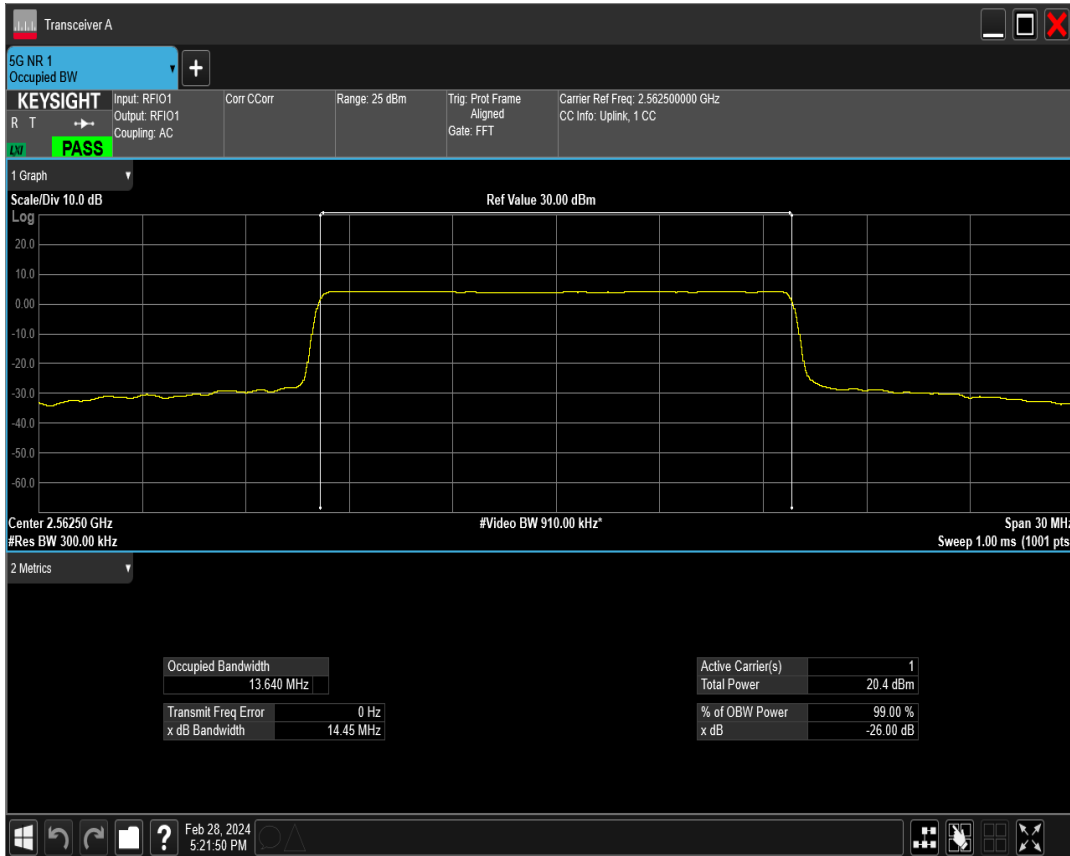 Transceiver A
5G NR 1
Occupied BW
KEYSIGHT
R T
LXI
PASS
Input: RFIO1
Output: RFIO1
Coupling: AC
Corr CCorr
Range: 25 dBm
Trig: Prot Frame
Aligned
Gate: FFT
Carrier Ref Freq: 2.562500000 GHz
CC Info: Uplink, 1 CC
1 Graph
Scale/Div 10.0 dB
Ref Value 30.00 dBm
Log
20.0
10.0
0.00
-10.0
-20.0
-30.0
-40.0
-50.0
-60.0
Center 2.56250 GHz
#Video BW 910.00 kHz*
Span 30 MHz
#Res BW 300.00 kHz
Sweep 1.00 ms (1001 pts
2 Metrics
Occupied Bandwidth
13.640 MHz
Transmit Freq Error 0 Hz
x dB Bandwidth 14.45 MHz
Active Carrier(s) 1
Total Power 20.4 dBm
% of OBW Power 99.00 %
x dB -26.00 dB
?
Feb 28, 2024
5:21:50 PM